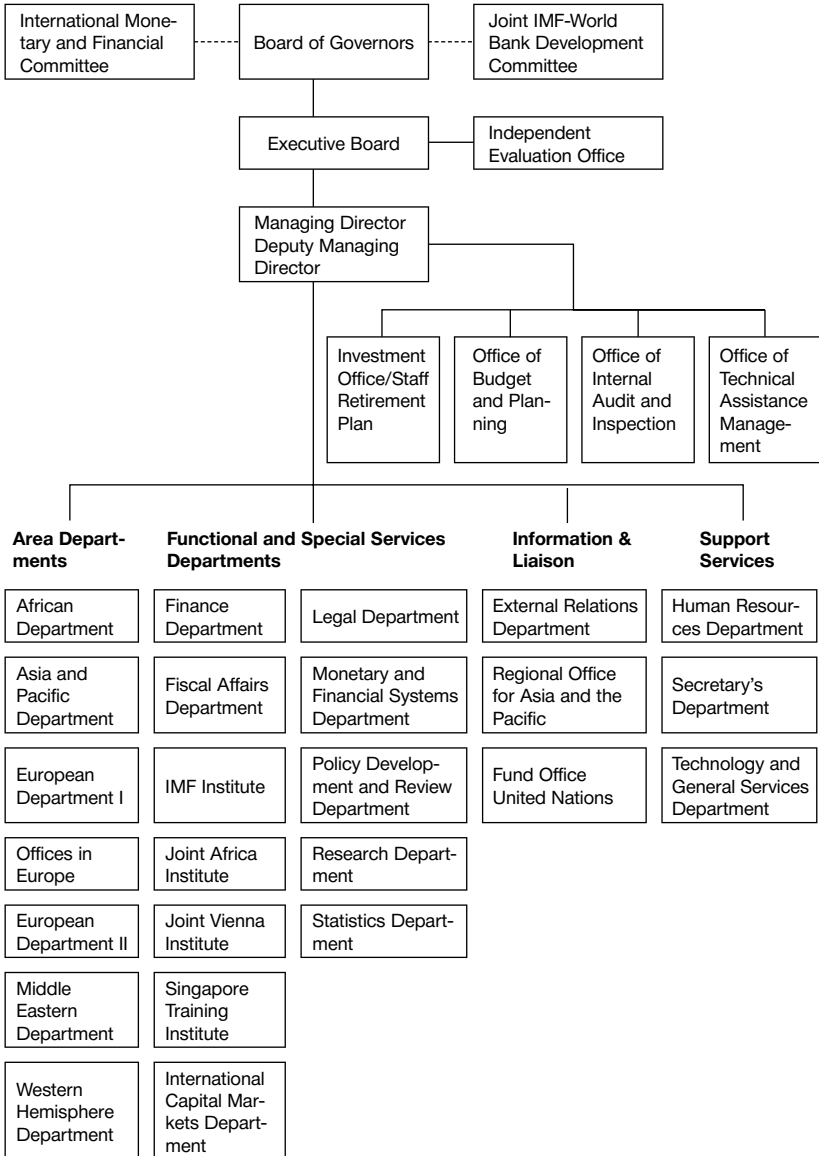 International Mone-
tary and Financial
Committee
Board of Governors
Joint IMF-World
Bank Development
Committee
Executive Board
Independent
Evaluation Office
Managing Director
Deputy Managing
Director
Investment
Office/Staff
Retirement
Plan
Office of
Budget
and Plan-
ning
Office of
Internal
Audit and
Inspection
Office of
Technical
Assistance
Manage-
ment
Area Depart-
ments
African
Department
Asia and
Pacific
Department
European
Department I
Offices in
Europe
European
Department II
Middle
Eastern
Department
Western
Hemisphere
Department
Functional and Special Services
Departments
Finance
Department
Fiscal Affairs
Department
IMF Institute
Joint Africa
Institute
Joint Vienna
Institute
Singapore
Training
Institute
International
Capital Mar-
kets Depart-
ment
Legal Department
Monetary and
Financial Systems
Department
Policy Develop-
ment and Review
Department
Research Depart-
ment
Statistics Depart-
ment
Information &
Liaison
External Relations
Department
Regional Office
for Asia and the
Pacific
Fund Office
United Nations
Support
Services
Human Resour-
ces Department
Secretary's
Department
Technology and
General Services
Department